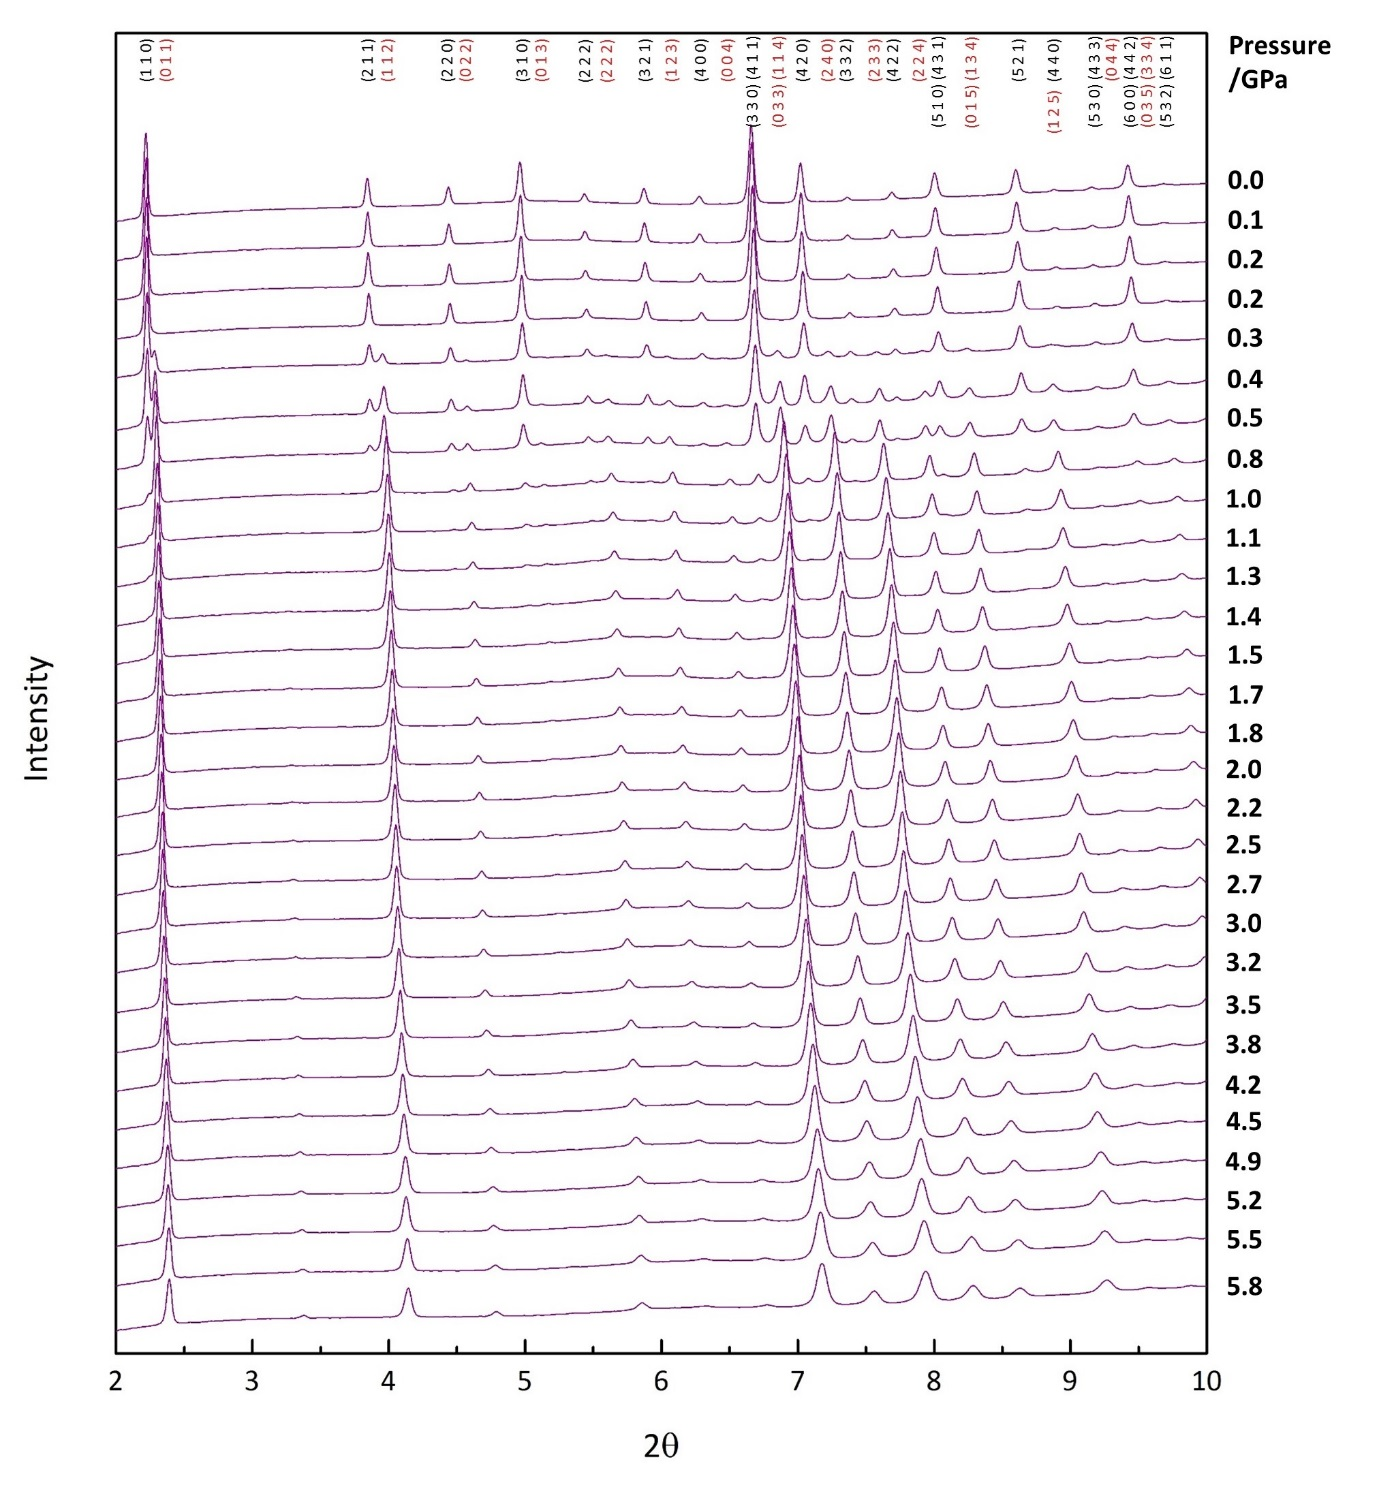 (1 1 0)
(0 1 1)
(2 1 1)
(1 1 2)
(2 2 0)
(0 2 2)
(3 1 0)
(0 1 3)
(2 2 2)
(2 2 2)
(3 2 1)
(1 2 3)
(4 0 0)
(0 0 4)
(3 3 0) (4 1 1)
(0 3 3) (1 1 4)
(4 2 0)
(2 4 0)
(3 3 2)
(2 3 3)
(4 2 2)
(2 2 4)
(5 1 0) (4 3 1)
(0 1 5) (1 3 4)
(5 2 1)
(1 2 5)
(4 4 0)
(5 3 0) (4 3 3)
(0 4 4)
(6 0 0) (4 4 2)
(0 3 5) (3 3 4)
(5 3 2) (6 1 1)
Pressure
/GPa
0.0
0.1
0.2
0.2
0.3
0.4
0.5
0.8
1.0
1.1
1.3
1.4
1.5
1.7
1.8
2.0
2.2
2.5
2.7
3.0
3.2
3.5
3.8
4.2
4.5
4.9
5.2
5.5
5.8
Intensity
2 3 4 5 6 7 8 9 10
2θ